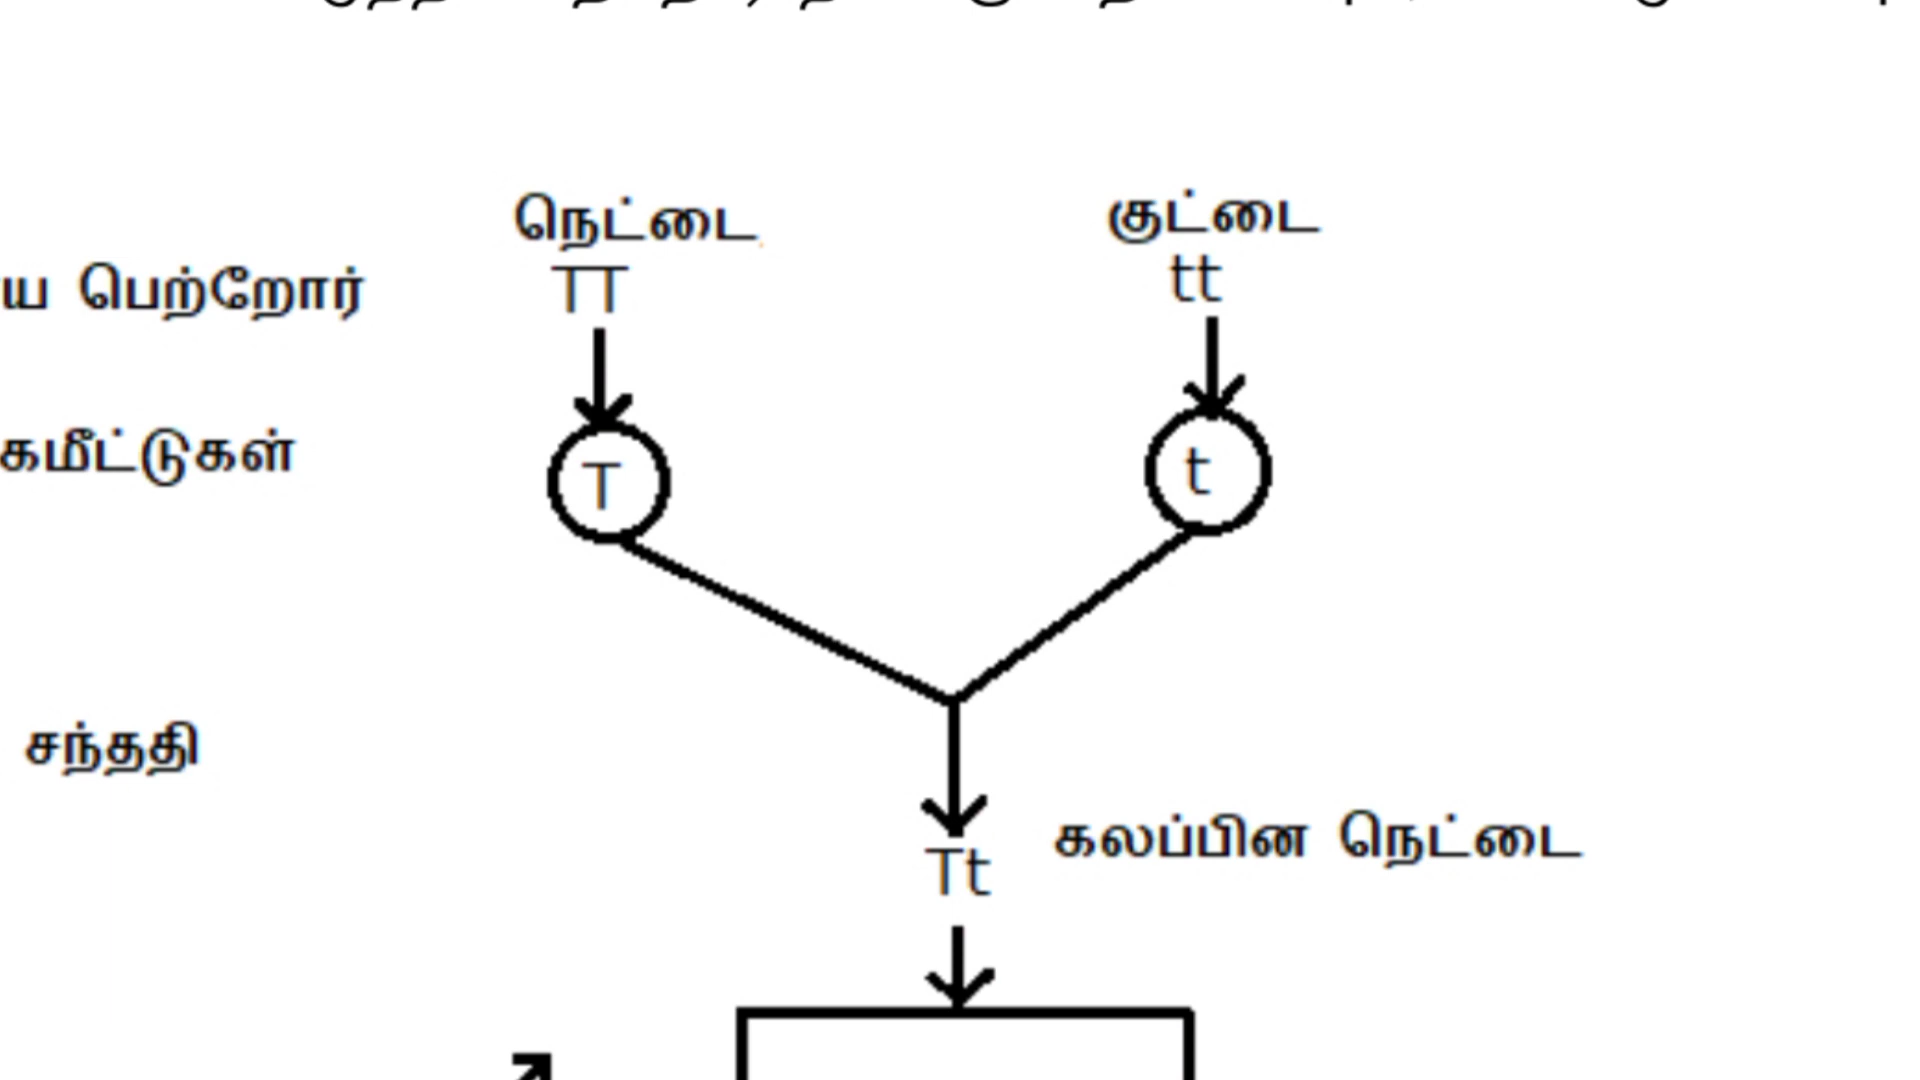 நெட்டை குட்டை
TT tt
ய பெற்றோர்
கமீட்டுகள்
T t
சந்ததி
கலப்பின நெட்டை
Tt